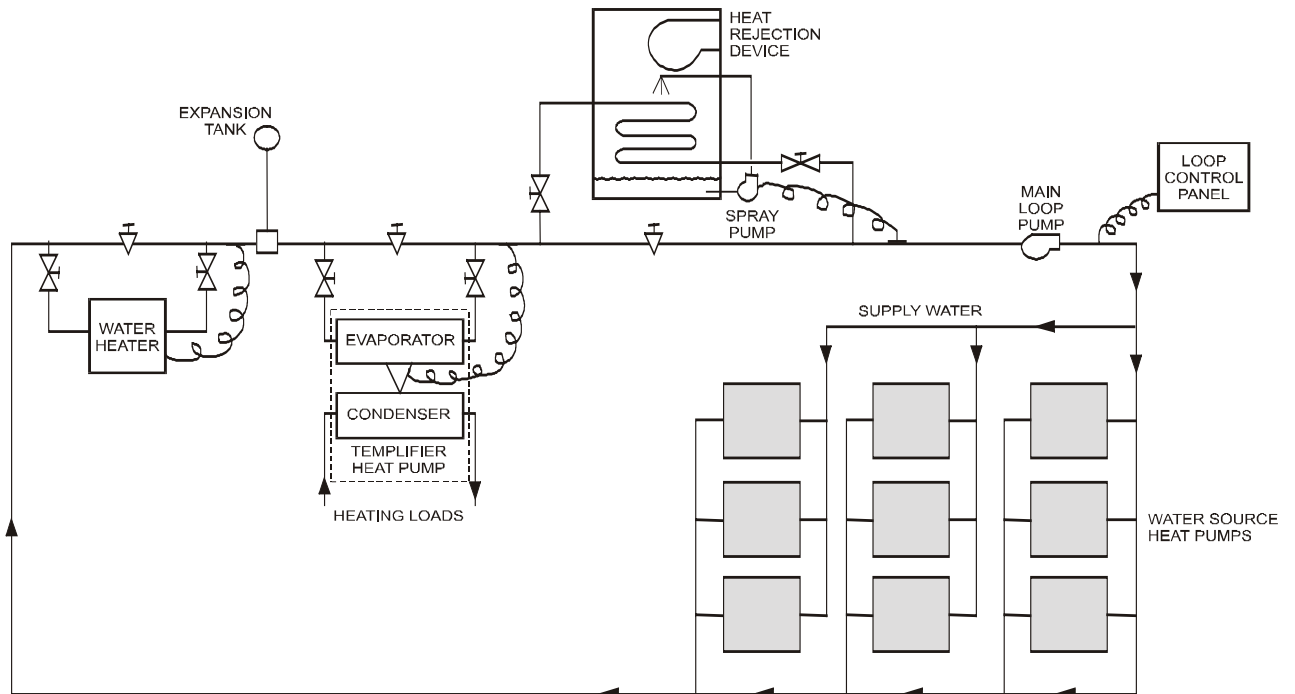 HEAT
REJECTION
DEVICE
EXPANSION
TANK
LOOP
CONTROL
PANEL
MAIN
LOOP
PUMP
SPRAY
PUMP
WATER
HEATER
EVAPORATOR
CONDENSER
TEMPLIFIER
HEAT PUMP
HEATING LOADS
SUPPLY WATER
WATER SOURCE
HEAT PUMPS